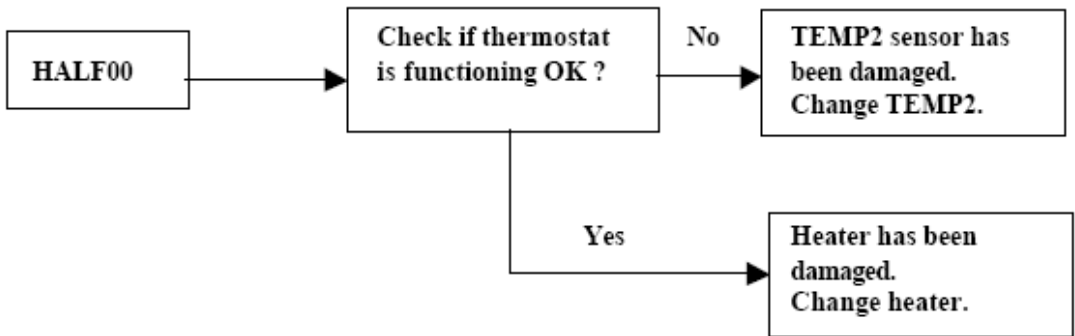 HALF00
Check if thermostat
is functioning OK ?
No
TEMP2 sensor has
been damaged.
Change TEMP2.
Yes
Heater has been
damaged.
Change heater.